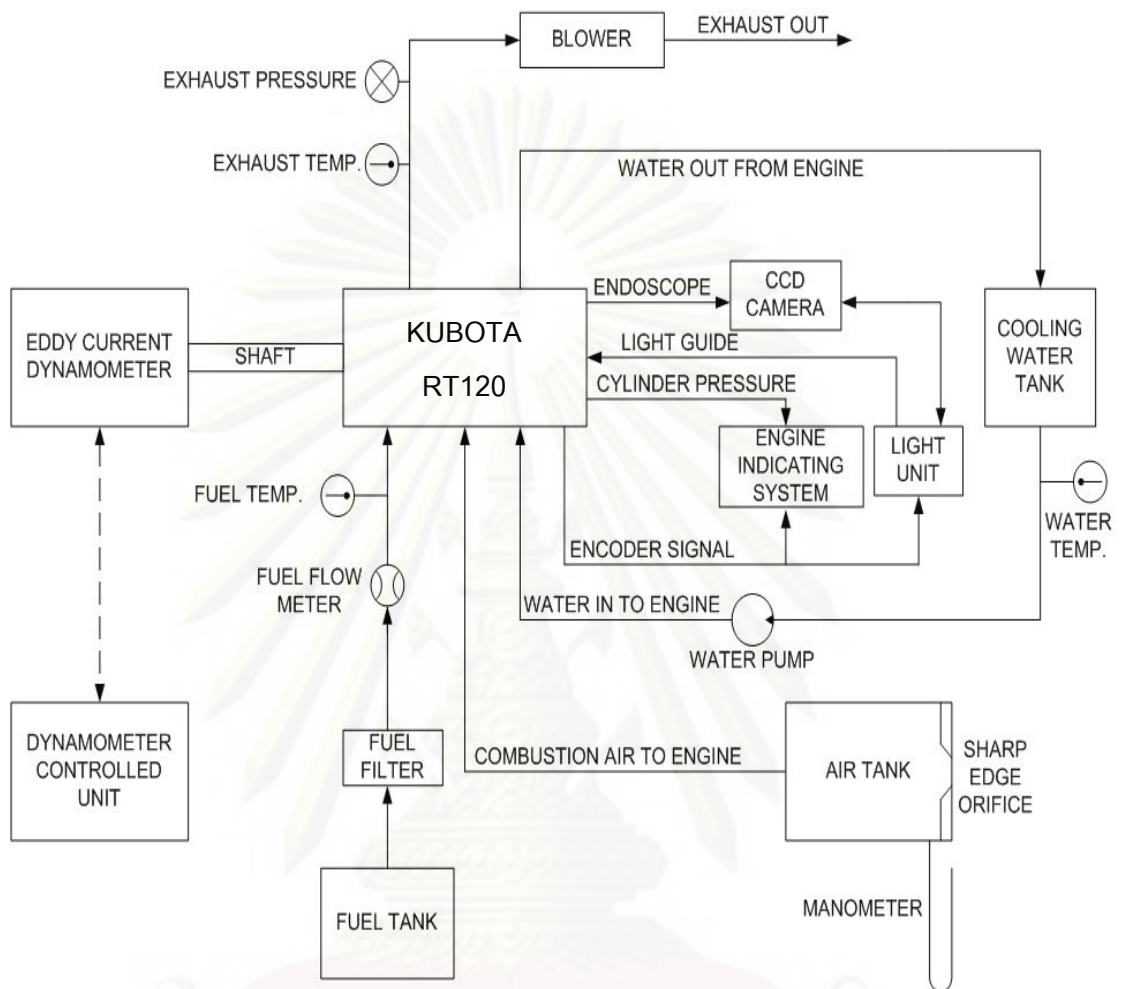 BLOWER
EXHAUST OUT
EXHAUST PRESSURE
EXHAUST TEMP.
WATER OUT FROM ENGINE
EDDY CURRENT
DYNAMOMETER
SHAFT
KUBOTA
RT120
ENDOSCOPE
CCD
CAMERA
LIGHT GUIDE
CYLINDER PRESSURE
COOLING
WATER
TANK
ENGINE
INDICATING
SYSTEM
LIGHT
UNIT
FUEL TEMP.
WATER
TEMP.
ENCODER SIGNAL
FUEL FLOW
METER
WATER IN TO ENGINE
WATER PUMP
DYNAMOMETER
CONTROLLED
UNIT
FUEL
FILTER
COMBUSTION AIR TO ENGINE
AIR TANK
SHARP
EDGE
ORIFICE
FUEL TANK
MANOMETER